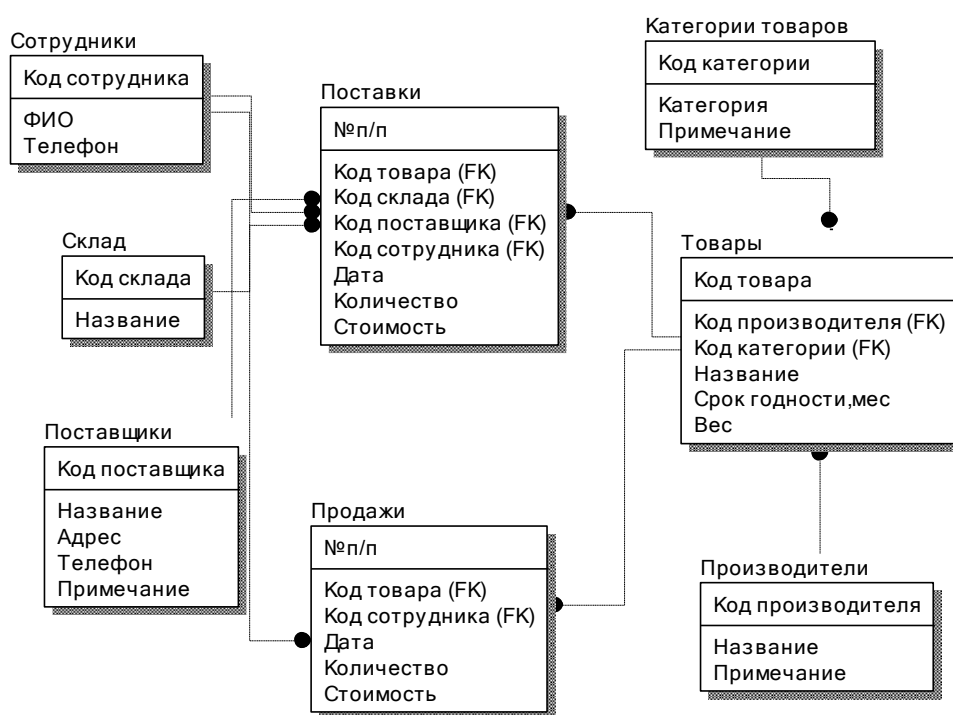 Сотрудники
Код сотрудника
ФИО
Телефон
Поставки
№п/п
Код товара (FK)
Код склада (FK)
Код поставщика (FK)
Код сотрудника (FK)
Дата
Количество
Стоимость
Категории товаров
Код категории
Категория
Примечание
Склад
Код склада
Название
Товары
Код товара
Код производителя (FK)
Код категории (FK)
Название
Срок годности,мес
Вес
Поставщики
Код поставщика
Название
Адрес
Телефон
Примечание
Продажи
№п/п
Код товара (FK)
Код сотрудника (FK)
Дата
Количество
Стоимость
Производители
Код производителя
Название
Примечание